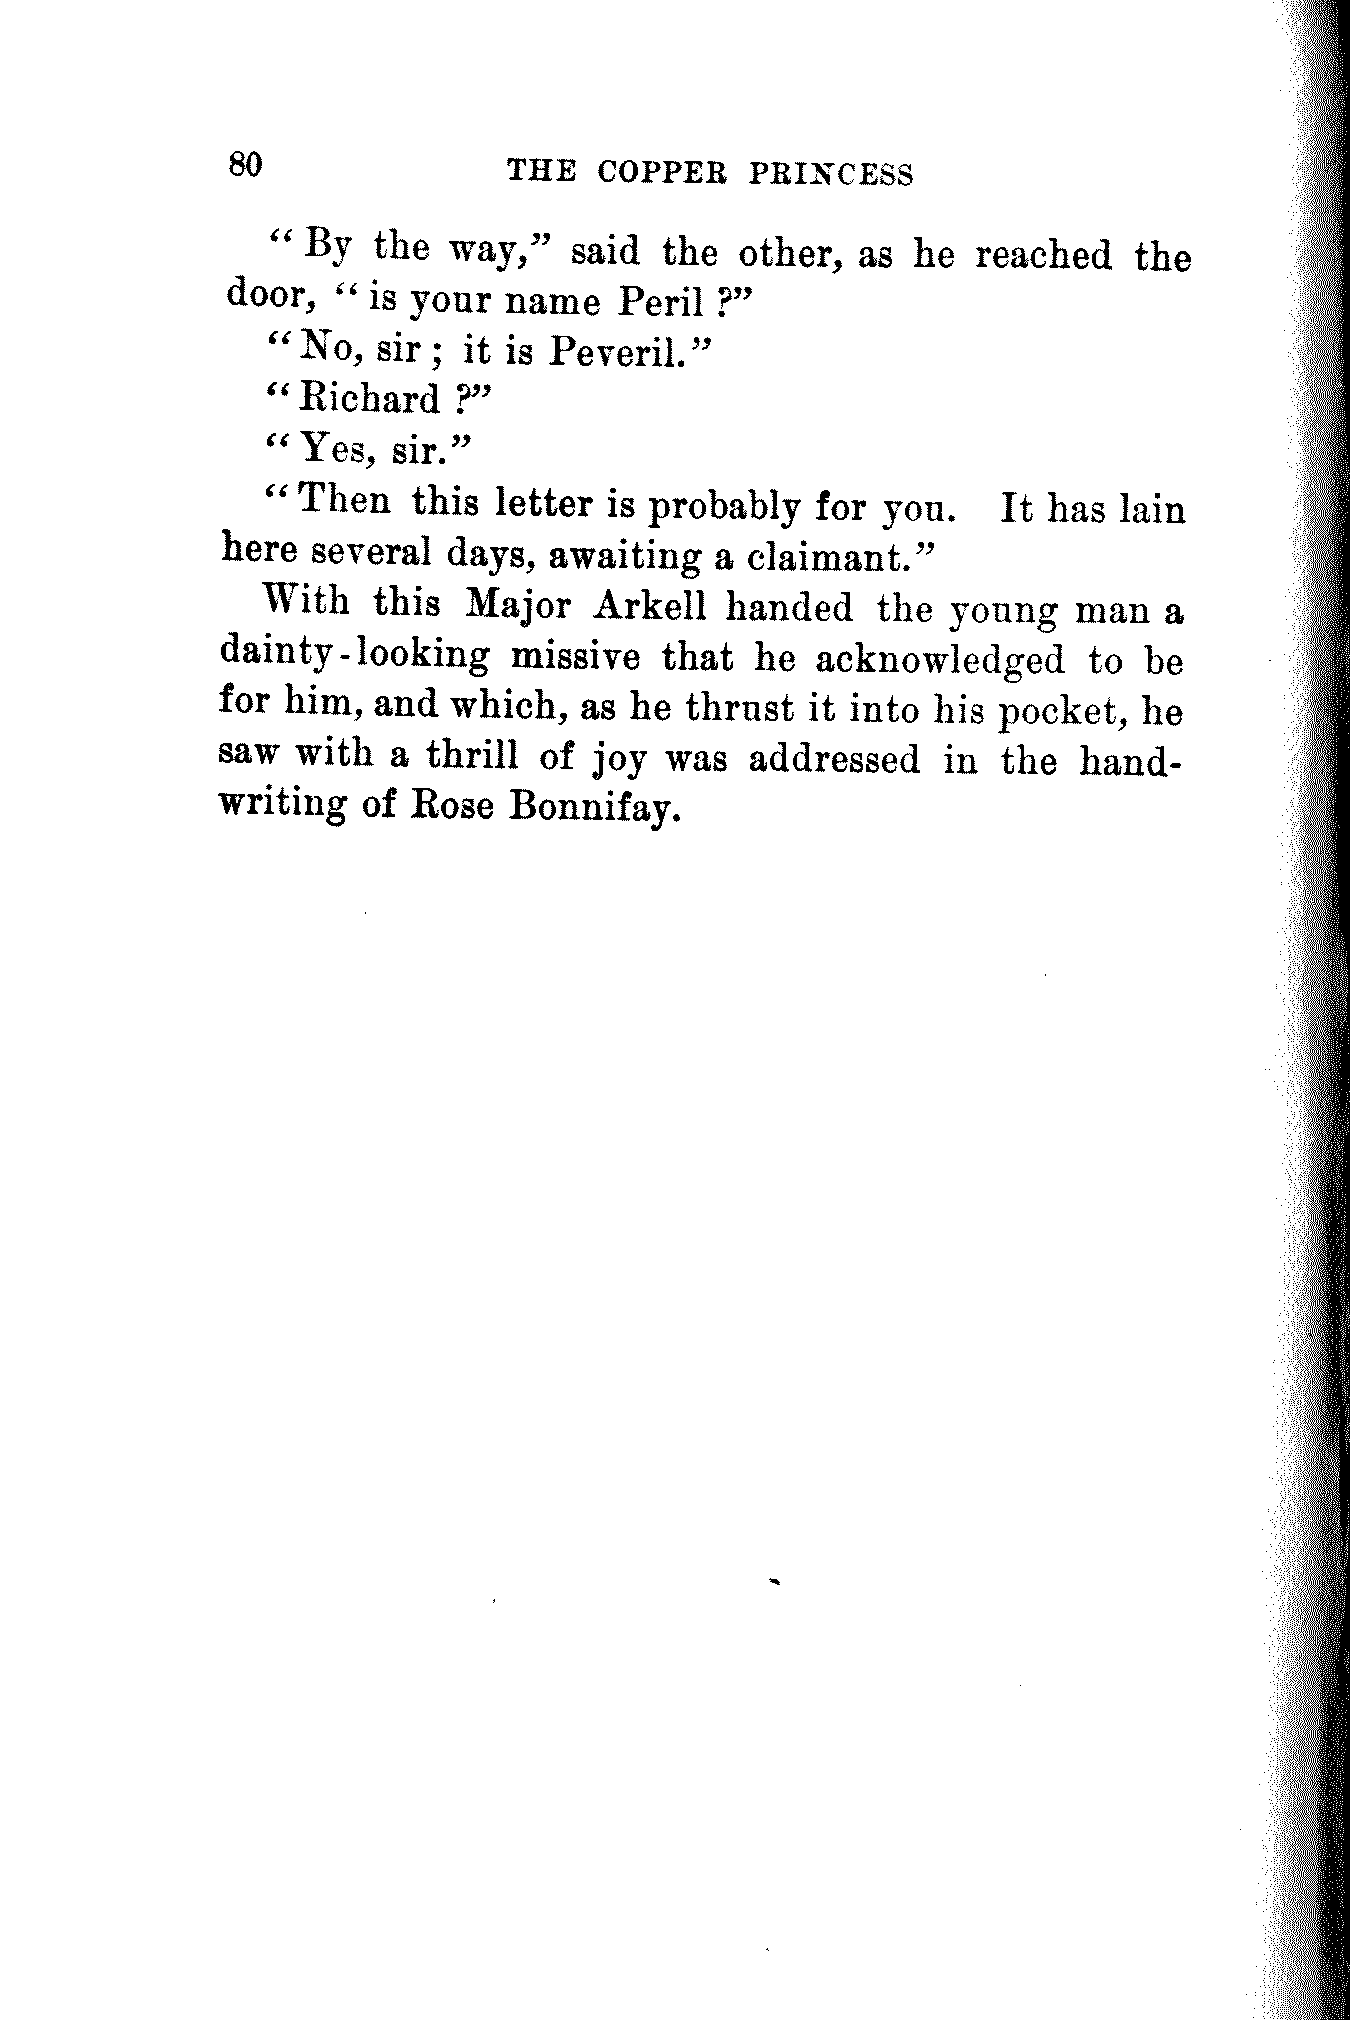 80 THE COPPER PRINCESS
“By the way,” said the other, as he reached the
door, “is your name Peril?”
“No, sir; it is Peveril.”
“Richard?”
“Yes, sir.”
“Then this letter is probably for you. It has lain
here several days, awaiting a claimant.”
With this Major Arkell handed the young man a
dainty-looking missive that he acknowledged to be
for him, and which, as he thrust it into his pocket, he
saw with a thrill of joy was addressed in the hand-
writing of Rose Bonnifay.